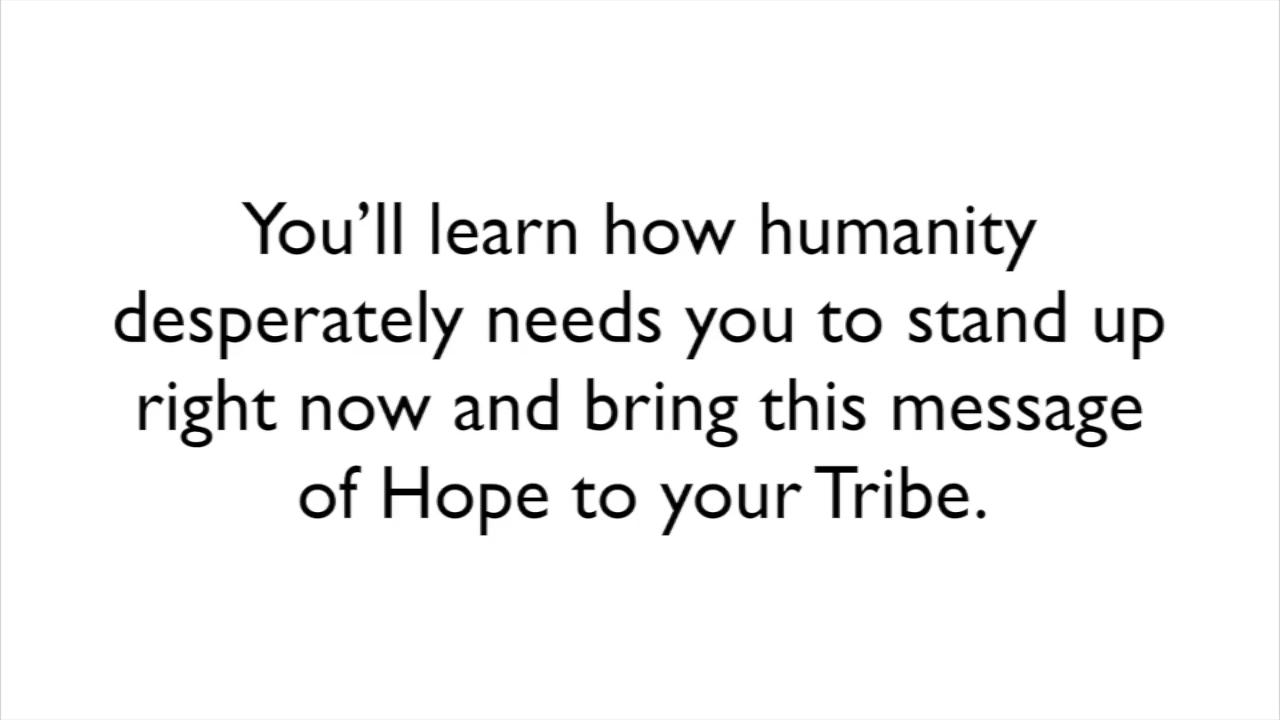 You’ll learn how humanity
desperately needs you to stand up
right now and bring this message
of Hope to your Tribe.